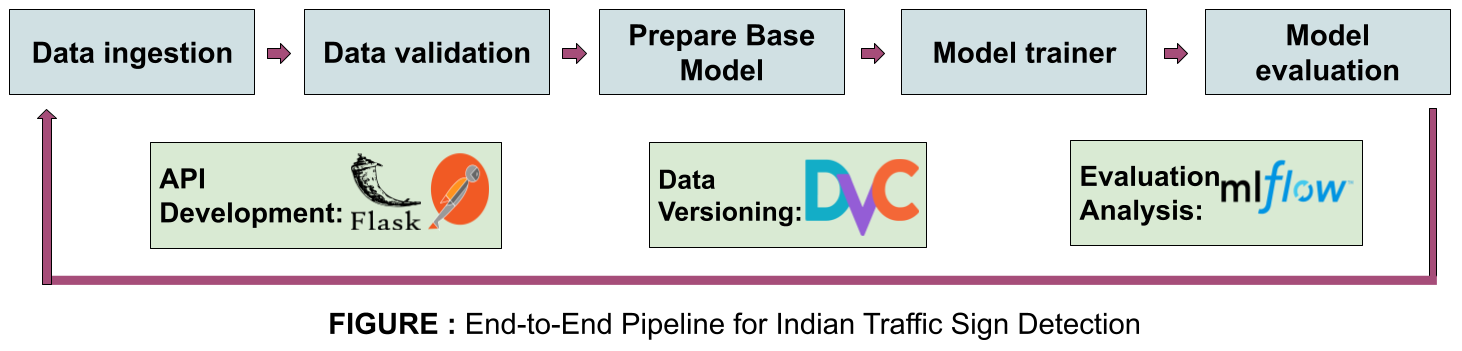 Data ingestion
Data validation
Prepare Base
Model
Model trainer
Model
evaluation
API
Development:
Flask
Data
Versioning:
DVC
Evaluation
Analysis:
mlflow™
FIGURE : End-to-End Pipeline for Indian Traffic Sign Detection